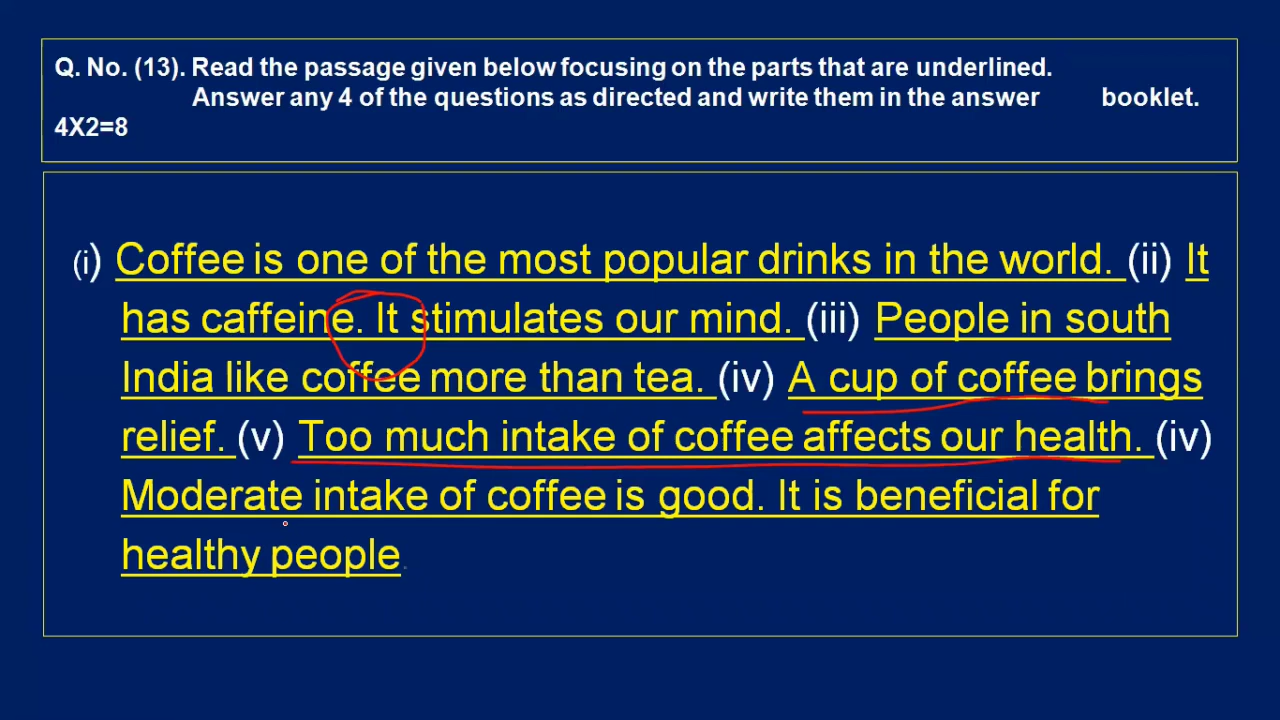 Q. No. (13). Read the passage given below focusing on the parts that are underlined.
Answer any 4 of the questions as directed and write them in the answer booklet.
4X2=8
(i) Coffee is one of the most popular drinks in the world. (ii) It
has caffeine. It stimulates our mind. (iii) People in south
India like coffee more than tea. (iv) A cup of coffee brings
relief. (v) Too much intake of coffee affects our health. (iv)
Moderate intake of coffee is good. It is beneficial for
healthy people.